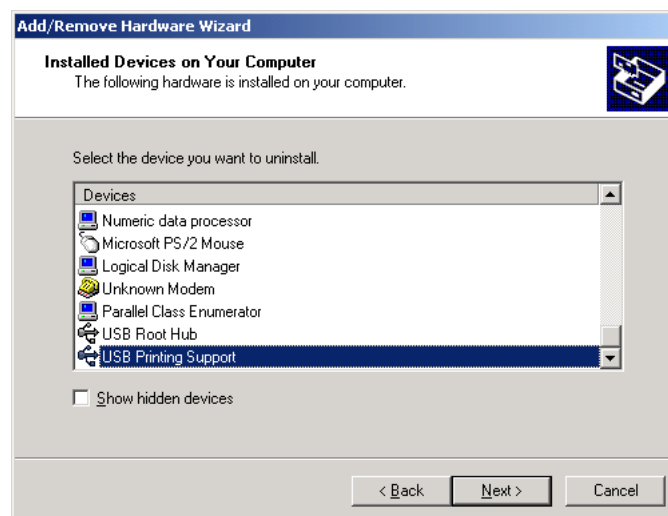 Add/Remove Hardware Wizard
Installed Devices on Your Computer
The following hardware is installed on your computer.
Select the device you want to uninstall.
Devices
Numeric data processor
Microsoft PS/2 Mouse
Logical Disk Manager
Unknown Modem
Parallel Class Enumerator
USB Root Hub
USB Printing Support
Show hidden devices
< Back Next > Cancel